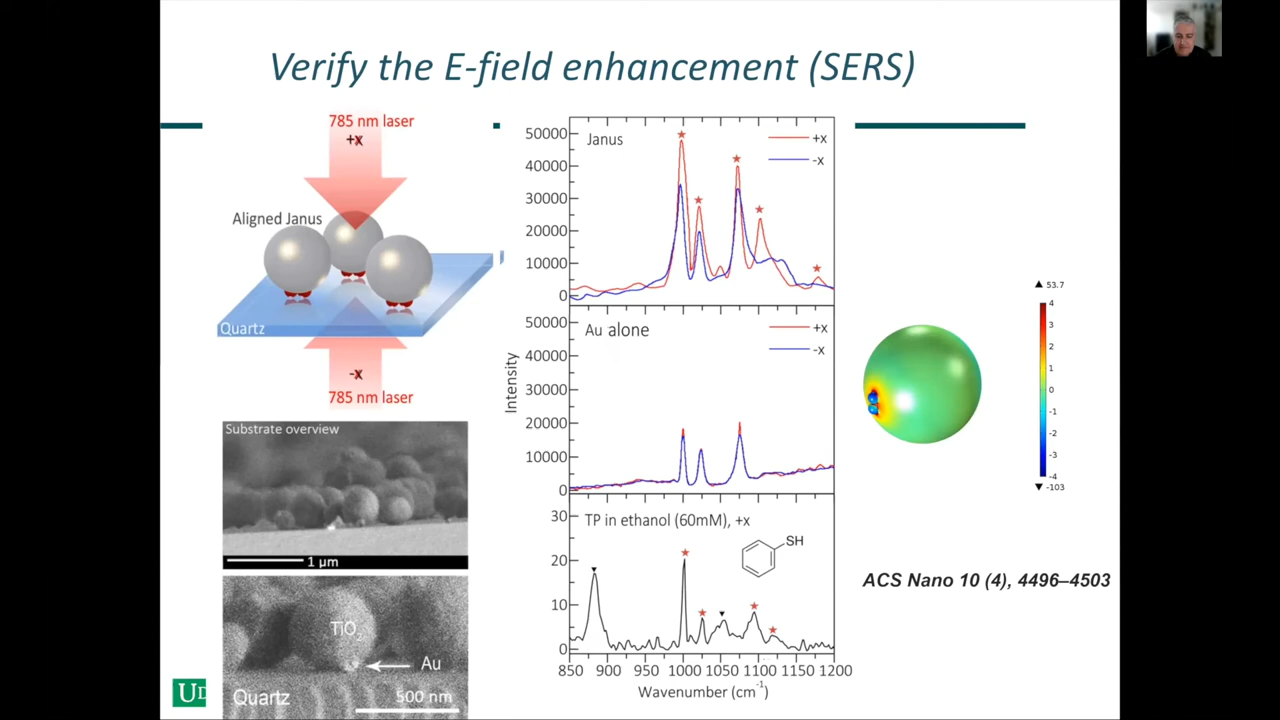 Verify the E-field enhancement (SERS)
785 nm laser
+x
Aligned Janus
Quartz
-x
785 nm laser
Substrate overview
1 µm
TiO2
Au
Quartz
500 nm
UD
Janus
+x
-x
50000
40000
30000
20000
10000
0
Au alone
+x
-x
50000
40000
30000
20000
10000
0
Intensity
TP in ethanol (60mM), +x
SH
30
20
10
0
850 900 950 1000 1050 1100 1150 1200
Wavenumber (cm-1)
▲ 53.7
4
3
2
1
0
-1
-2
-3
-4
▼ -103
ACS Nano 10 (4), 4496–4503